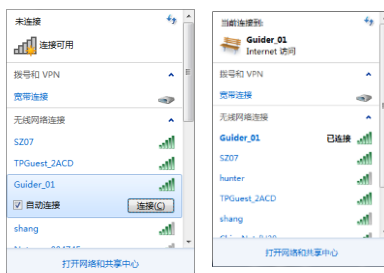 未连接
连接可用
拨号和 VPN
宽带连接
无线网络连接
SZ07
TPGuest_2ACD
Guider_01
自动连接
连接(C)
shang
打开网络和共享中心
当前连接到:
Guider_01
Internet 访问
拨号和 VPN
宽带连接
无线网络连接
Guider_01 已连接
SZ07
hunter
TPGuest_2ACD
shang
打开网络和共享中心